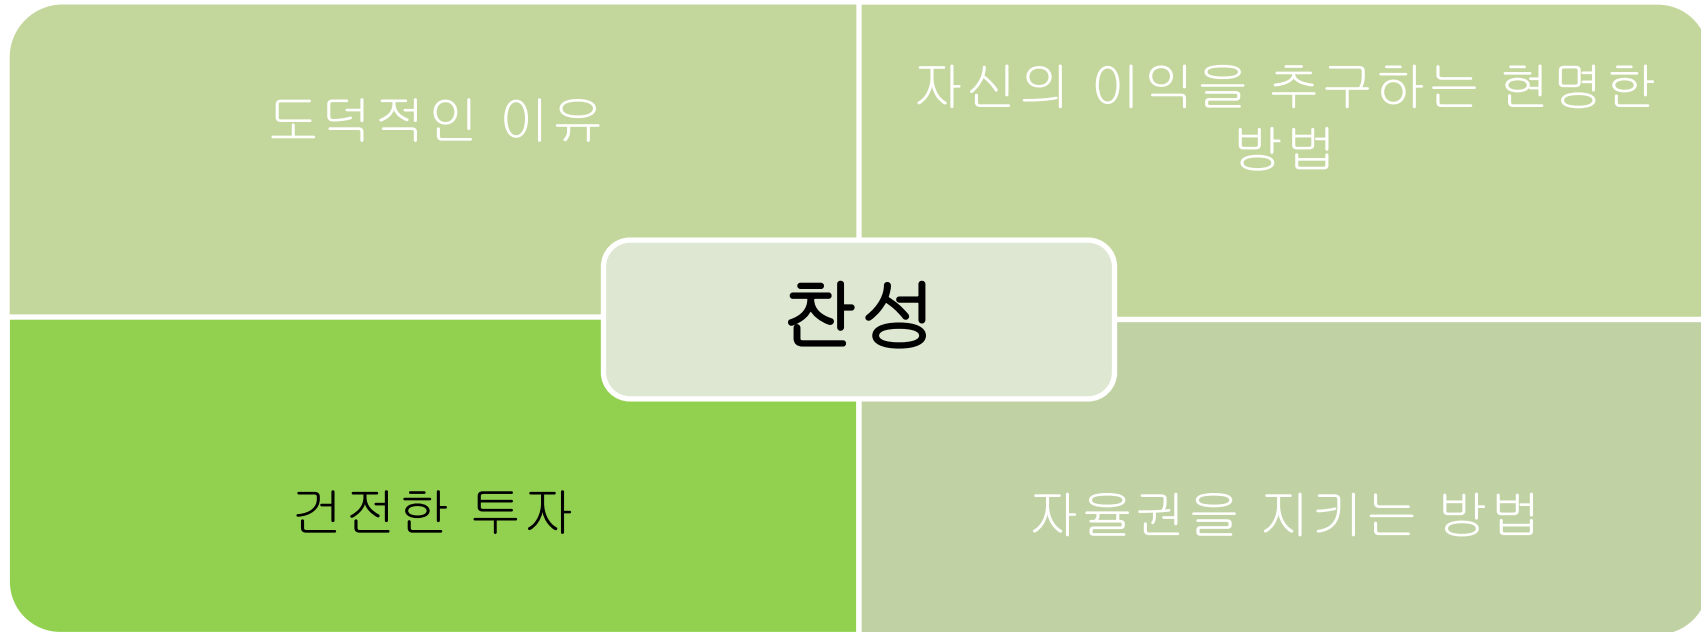 도덕적인 이유
자신의 이익을 추구하는 현명한
방법
찬성
건전한 투자
자율권을 지키는 방법